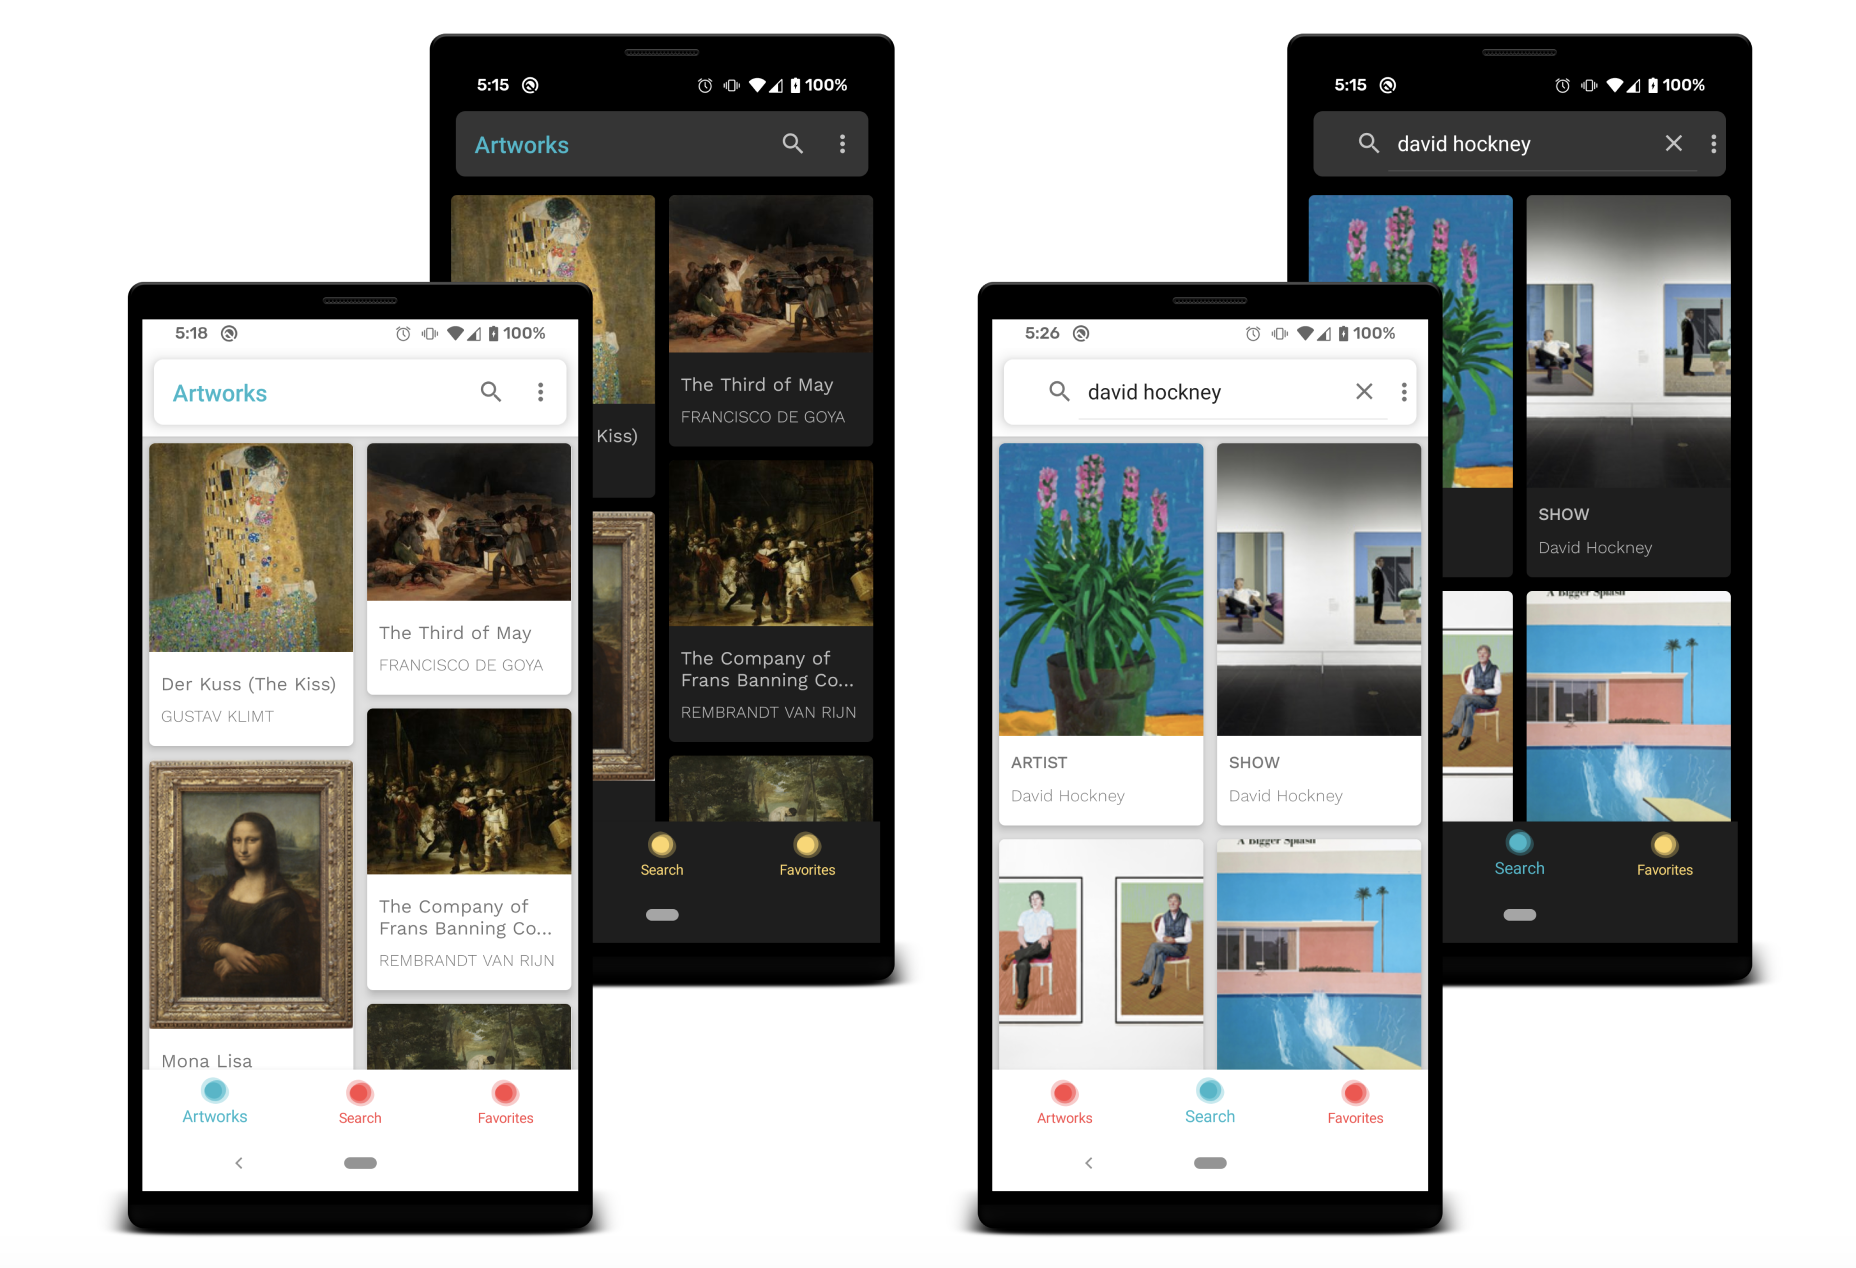 5:15
100%
Artworks
The Third of May
FRANCISCO DE GOYA
Kiss)
The Company of
Frans Banning Co...
REMBRANDT VAN RIJN
Search
Favorites
5:18
100%
Artworks
Der Kuss (The Kiss)
GUSTAV KLIMT
The Third of May
FRANCISCO DE GOYA
The Company of
Frans Banning Co...
REMBRANDT VAN RIJN
Mona Lisa
Artworks
Search
Favorites
5:15
100%
david hockney
SHOW
David Hockney
A Bigger Splash
Search
Favorites
5:26
100%
david hockney
ARTIST
David Hockney
SHOW
David Hockney
A Bigger Splash
Artworks
Search
Favorites